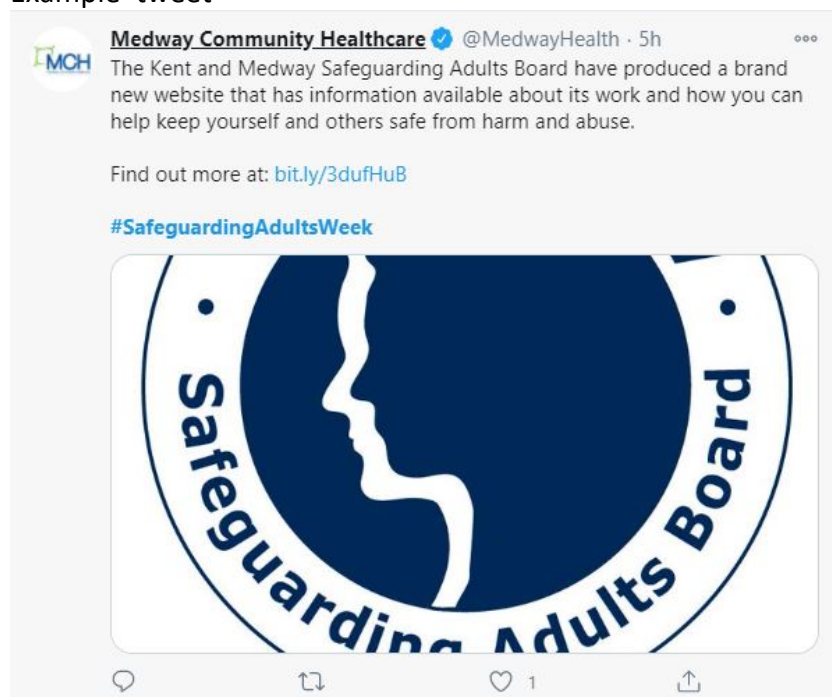 Example tweet
MCH
Medway Community Healthcare @MedwayHealth · 5h
The Kent and Medway Safeguarding Adults Board have produced a brand
new website that has information available about its work and how you can
help keep yourself and others safe from harm and abuse.
Find out more at: bit.ly/3dufHuB
#SafeguardingAdultsWeek
Safeguarding Adults Board
1